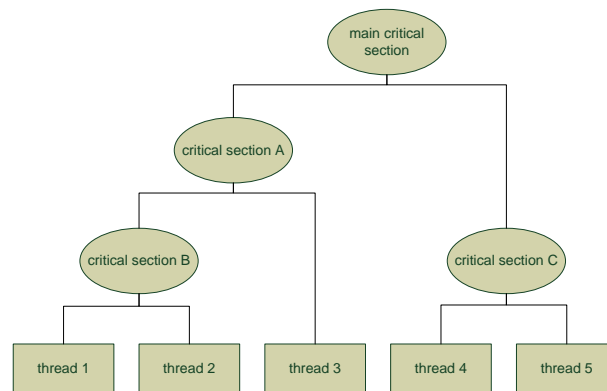 main critical
section
critical section A
critical section B
critical section C
thread 1
thread 2
thread 3
thread 4
thread 5